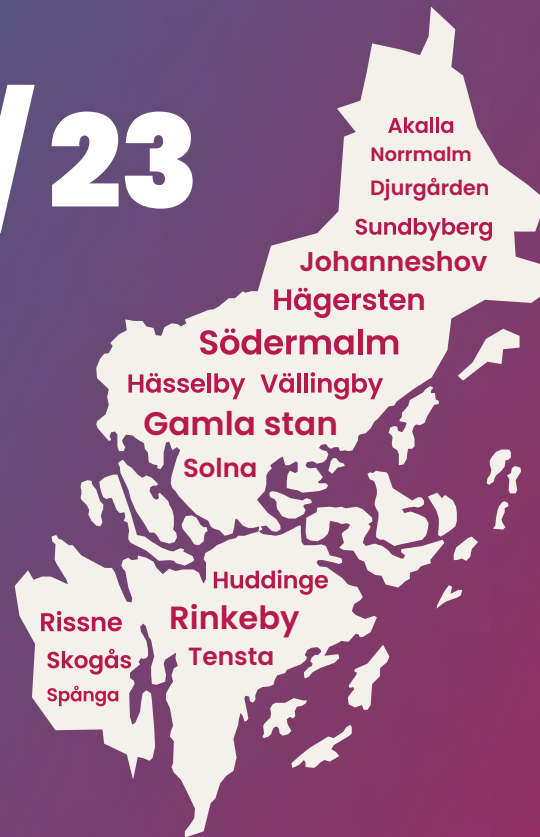 /23
Akalla
Norrmalm
Djurgården
Sundbyberg
Johanneshov
Hägersten
Södermalm
Hässelby Vällingby
Gamla stan
Solna
Huddinge
Rinkeby
Tensta
Rissne
Skogås
Spånga